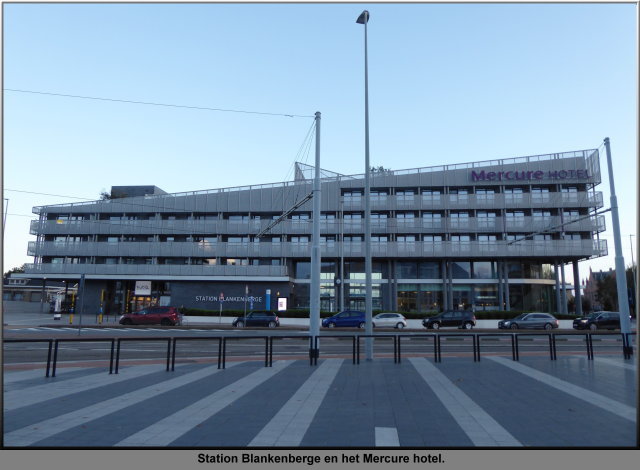 Mercure HOTEL
STATION BLANKENBERGE
Station Blankenberge en het Mercure hotel.